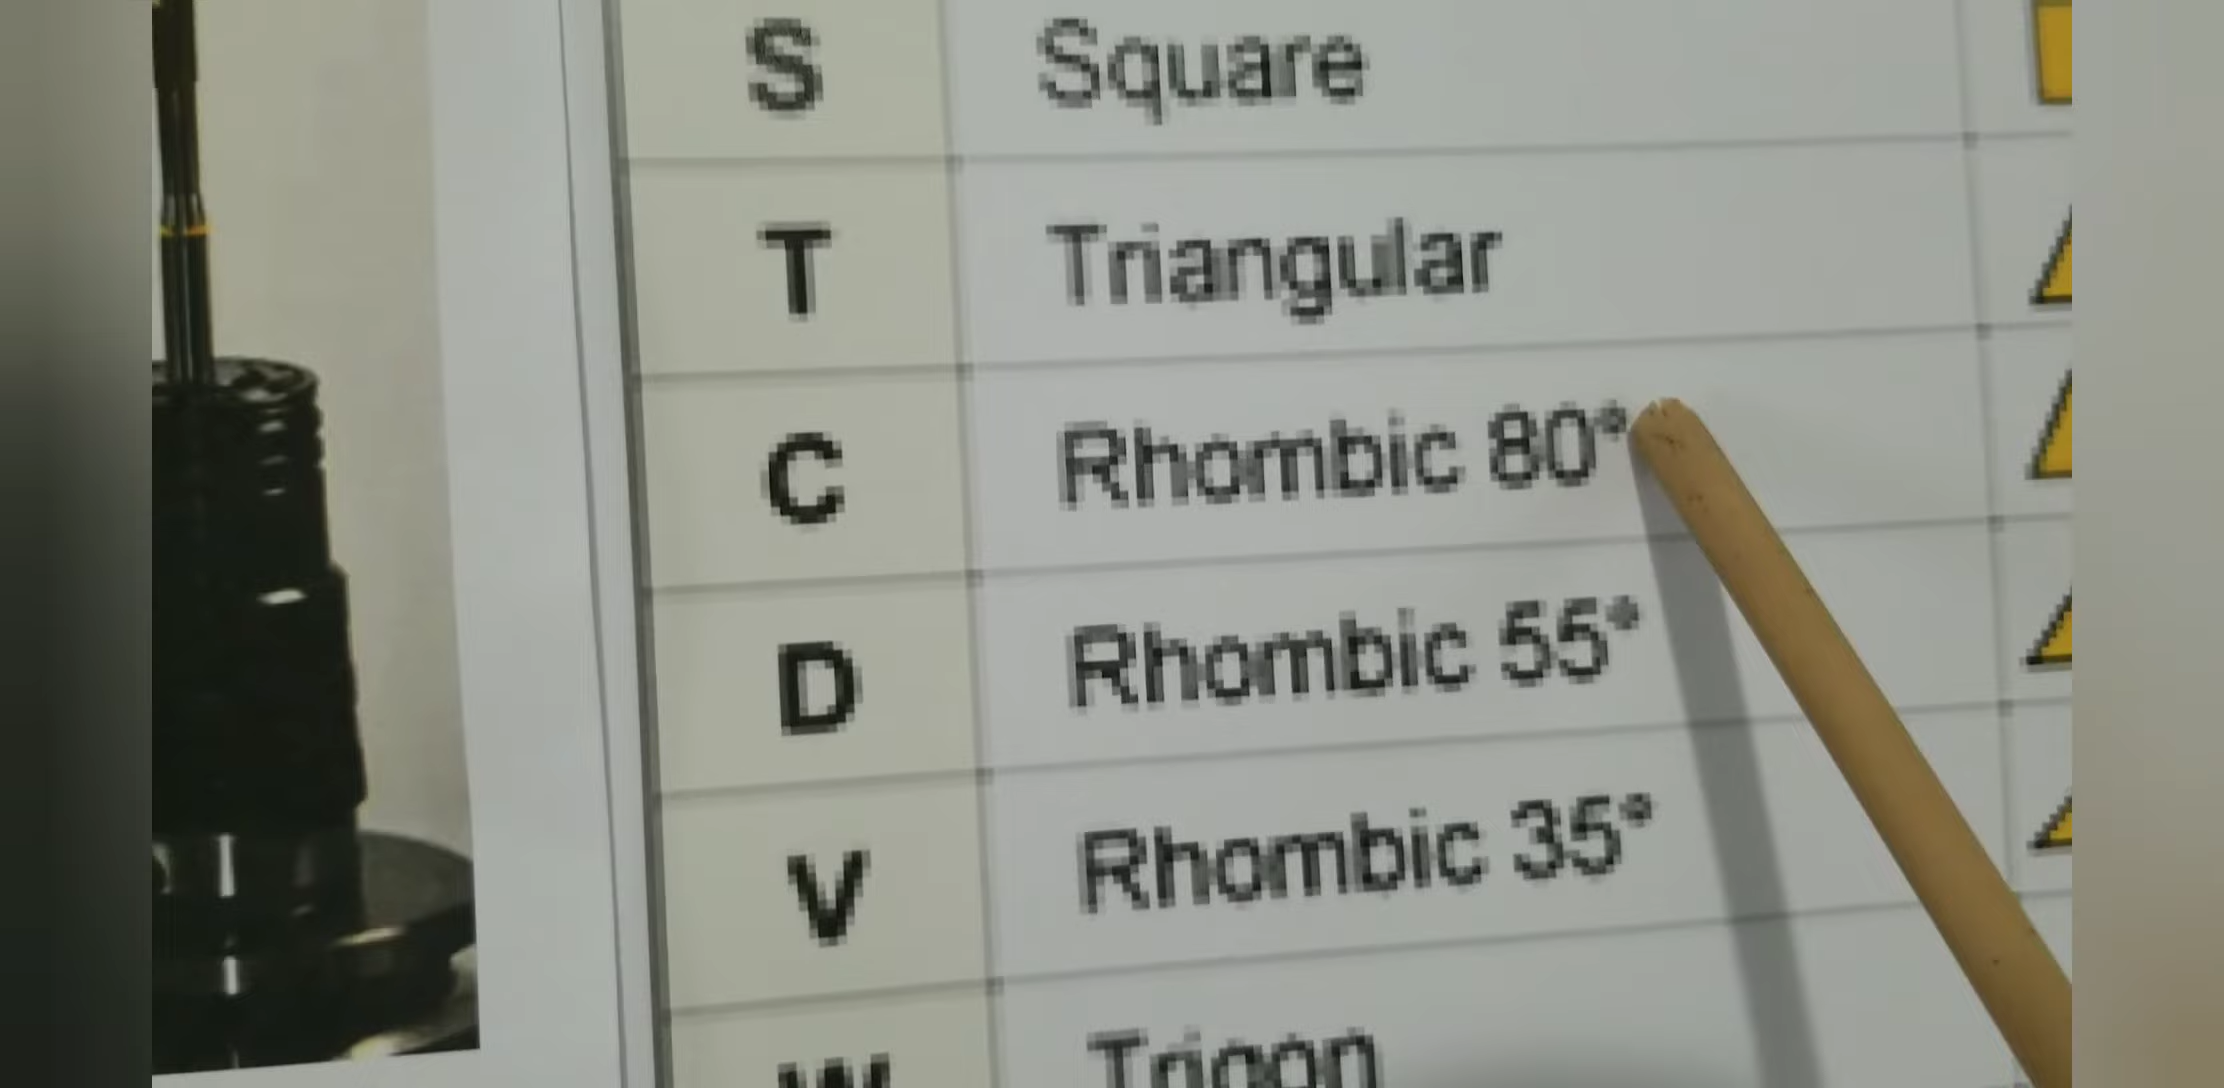 S Square
T Triangular
C Rhombic 80°
D Rhombic 55°
V Rhombic 35°
W Trigon